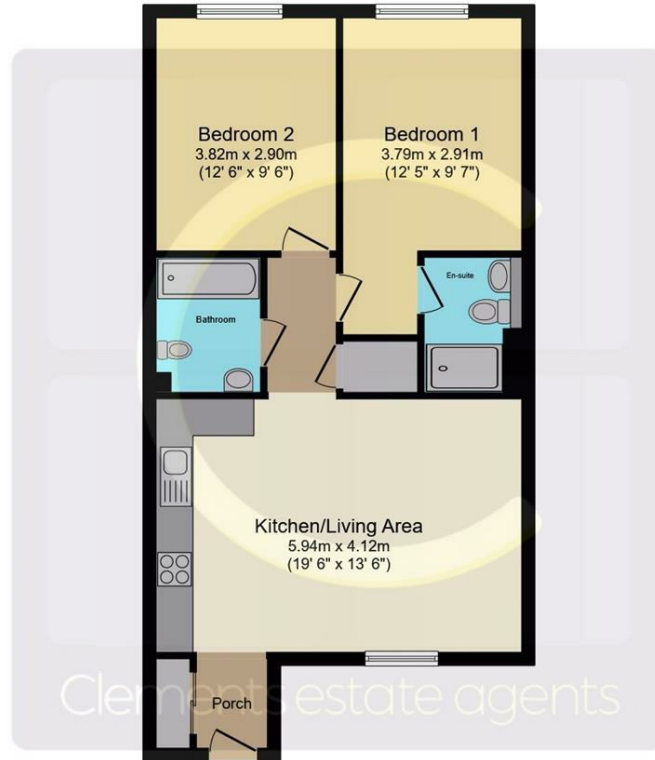 Bedroom 2
3.82m x 2.90m
(12' 6" x 9' 6")
Bedroom 1
3.79m x 2.91m
(12' 5" x 9' 7")
En-suite
Bathroom
Kitchen/Living Area
5.94m x 4.12m
(19' 6" x 13' 6")
Porch
Clements estate agents